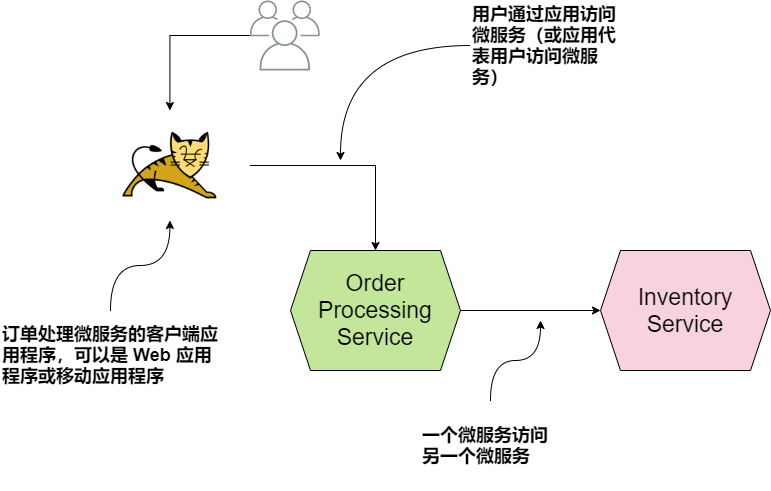 用户通过应用访问
微服务（或应用代
表用户访问微服
务）
Order
Processing
Service
Inventory
Service
订单处理微服务的客户端应
用程序，可以是 Web 应用
程序或移动应用程序
一个微服务访问
另一个微服务